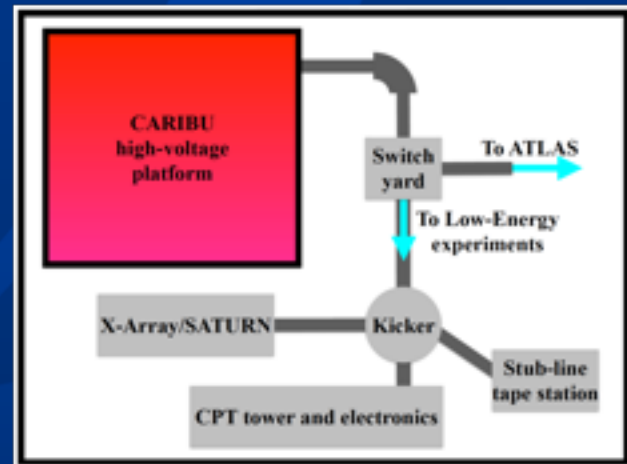 CARIBU
high-voltage
platform
Switch
yard
To ATLAS
To Low-Energy
experiments
X-Array/SATURN
Kicker
Stub-line
tape station
CPT tower and electronics